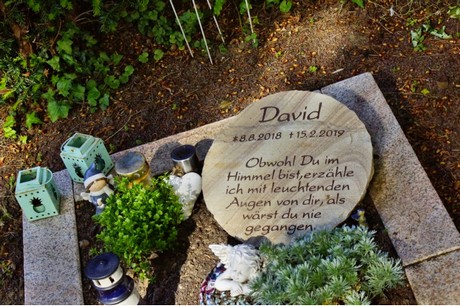 David
*8.8.2018 †15.2.2019
Obwohl Du im
Himmel bist, erzähle
ich mit leuchtenden
Augen von dir, als
wärst du nie
gegangen.